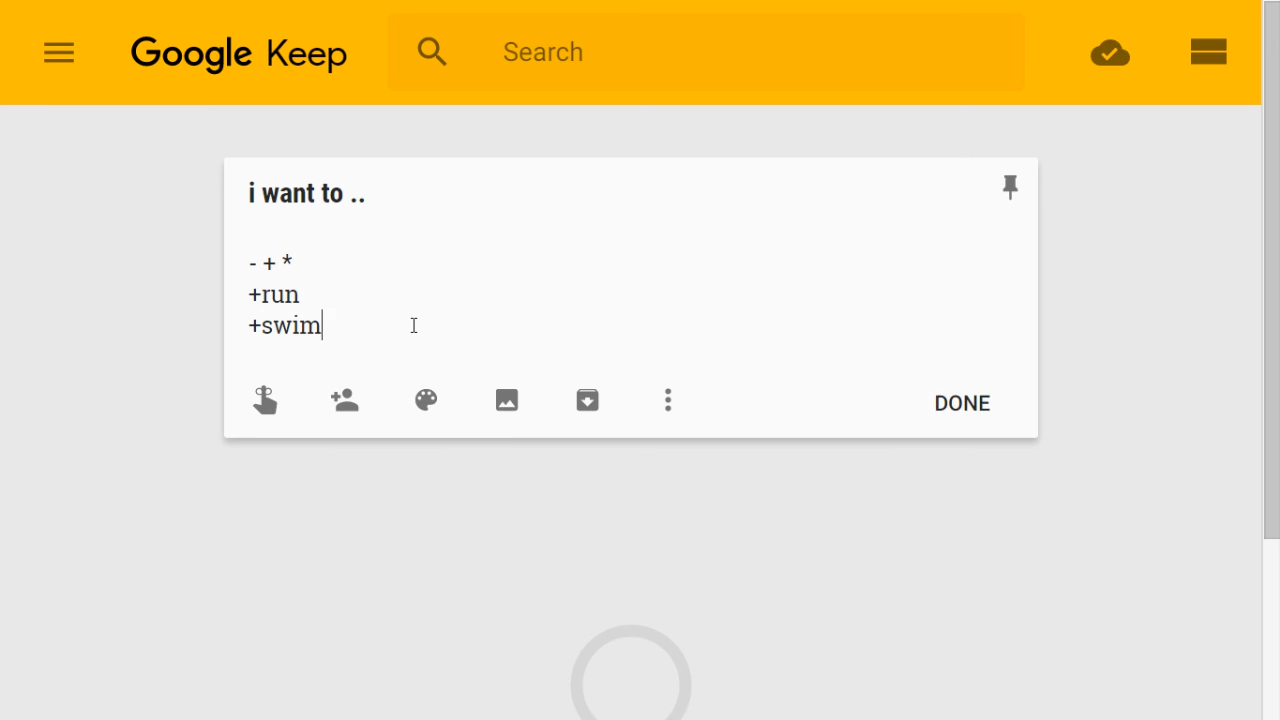 Google Keep
Search
i want to ..
- + *
+run
+swim
DONE